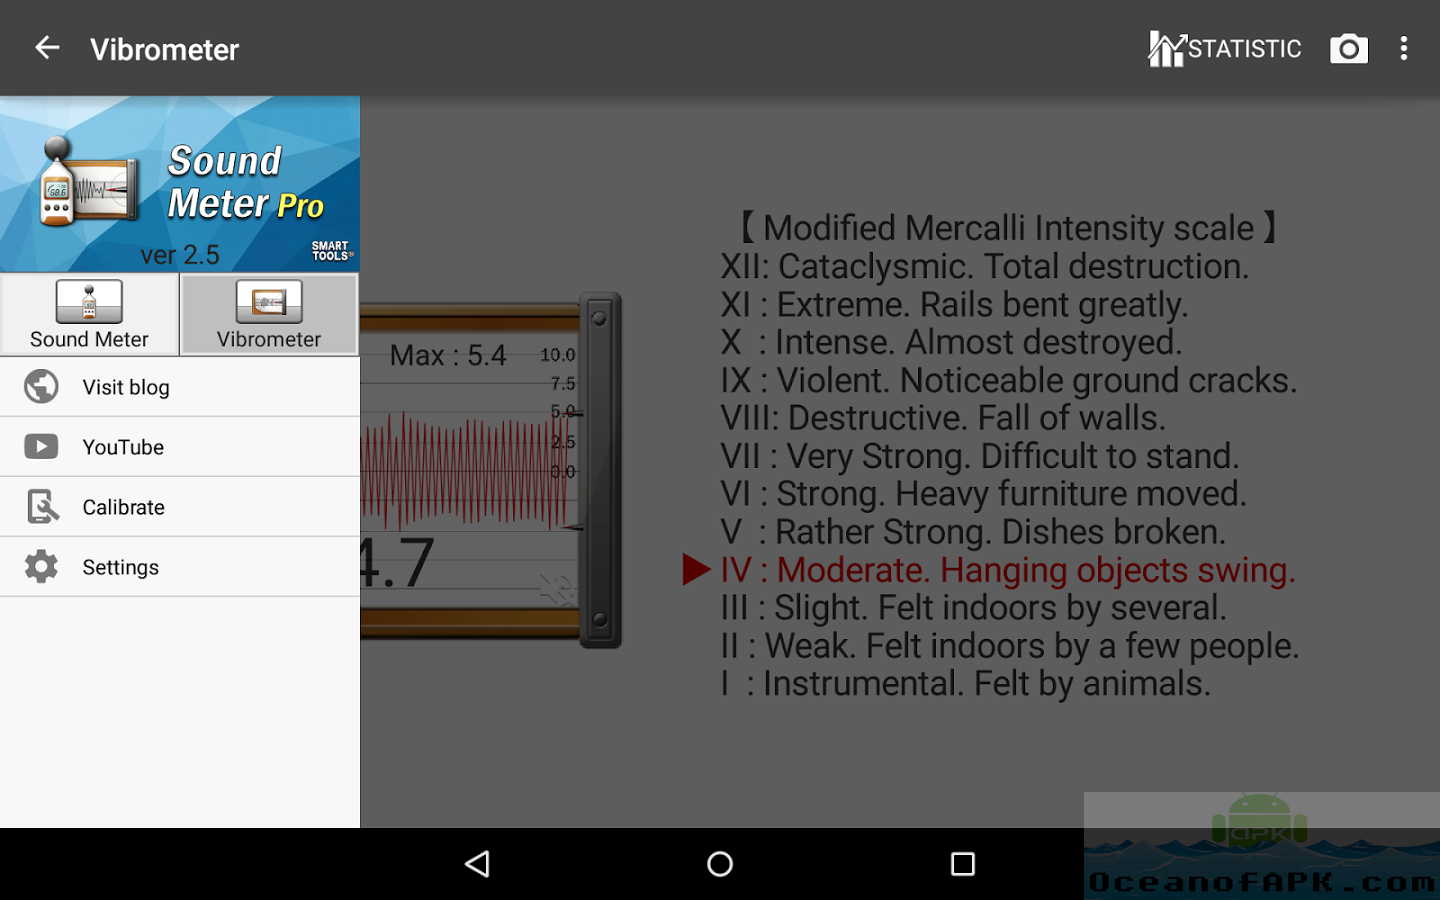 Vibrometer
STATISTIC
Sound
Meter Pro
ver 2.5
SMART
TOOLS®
68.6
Sound Meter
Vibrometer
Visit blog
YouTube
Calibrate
Settings
Max : 5.4
10.0
7.5
5.0
2.5
0.0
4.7
【 Modified Mercalli Intensity scale 】
XII: Cataclysmic. Total destruction.
XI : Extreme. Rails bent greatly.
X : Intense. Almost destroyed.
IX : Violent. Noticeable ground cracks.
VIII: Destructive. Fall of walls.
VII : Very Strong. Difficult to stand.
VI : Strong. Heavy furniture moved.
V : Rather Strong. Dishes broken.
IV : Moderate. Hanging objects swing.
III : Slight. Felt indoors by several.
II : Weak. Felt indoors by a few people.
I : Instrumental. Felt by animals.
APK
OceanofAPK.com